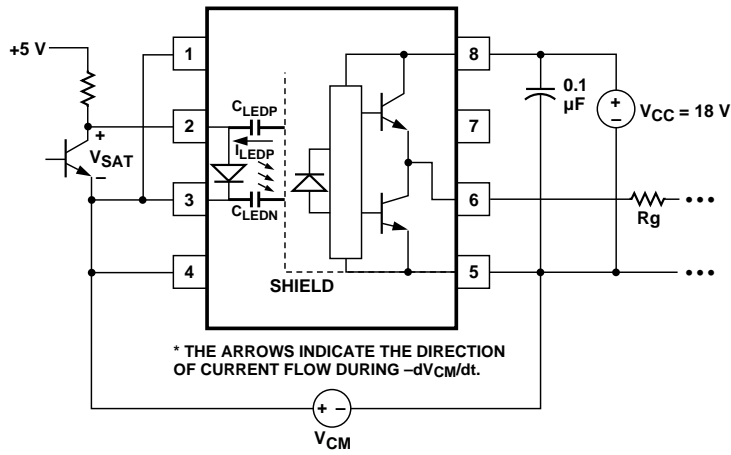 +5 V
1
8
C_LEDP
0.1
µF
+
–
V_CC = 18 V
2
+
V_SAT
–
I_LEDP
7
3
C_LEDN
6
Rg
•••
4
SHIELD
5
•••
* THE ARROWS INDICATE THE DIRECTION
OF CURRENT FLOW DURING –dV_CM/dt.
+ –
V_CM